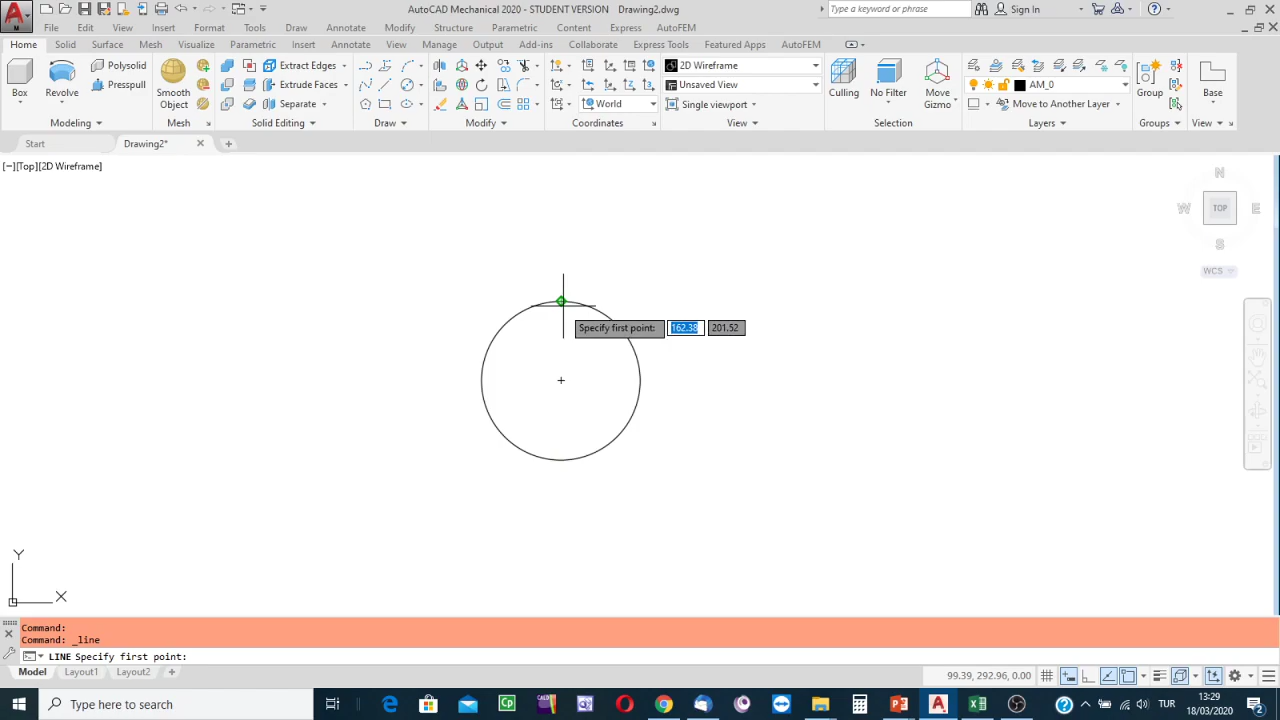 AutoCAD Mechanical 2020 - STUDENT VERSION Drawing2.dwg
Type a keyword or phrase
Sign In
File Edit View Insert Format Tools Draw Annotate Modify Structure Parametric Content Express AutoFEM
Home Solid Surface Mesh Visualize Parametric Insert Annotate View Manage Output Add-ins Collaborate Express Tools Featured Apps AutoFEM
Box
Revolve
Polysolid
Presspull
Smooth
Object
Extract Edges
Extrude Faces
Separate
World
2D Wireframe
Unsaved View
Single viewport
Culling
No Filter
Move
Gizmo
AM_0
Move to Another Layer
Group
Base
Modeling Mesh Solid Editing Draw Modify Coordinates View Selection Layers Groups View
Start Drawing2*
[−][Top][2D Wireframe]
N
W TOP E
S
WCS
Specify first point: 162.38 201.52
Y
X
Command:
Command: _line
LINE Specify first point:
Model Layout1 Layout2
99.39, 292.96, 0.00
Type here to search
TUR
13:29
18/03/2020
2